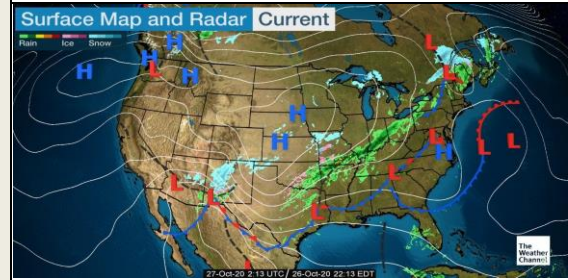 Surface Map and Radar Current
Rain Ice Snow
H
L
H
H
L
H
H
L
L
H
H
L
H
L
L
L
L
L
L
L
27-Oct-20 2:13 UTC / 26-Oct-20 22:13 EDT
The
Weather
Channel